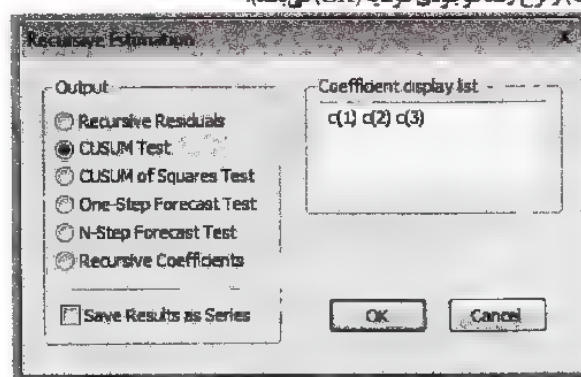 Recursive Estimation
x
Output
Recursive Residuals
CUSUM Test
CUSUM of Squares Test
One-Step Forecast Test
N-Step Forecast Test
Recursive Coefficients
Save Results as Series
Coefficient display list
c(1) c(2) c(3)
OK
Cancel